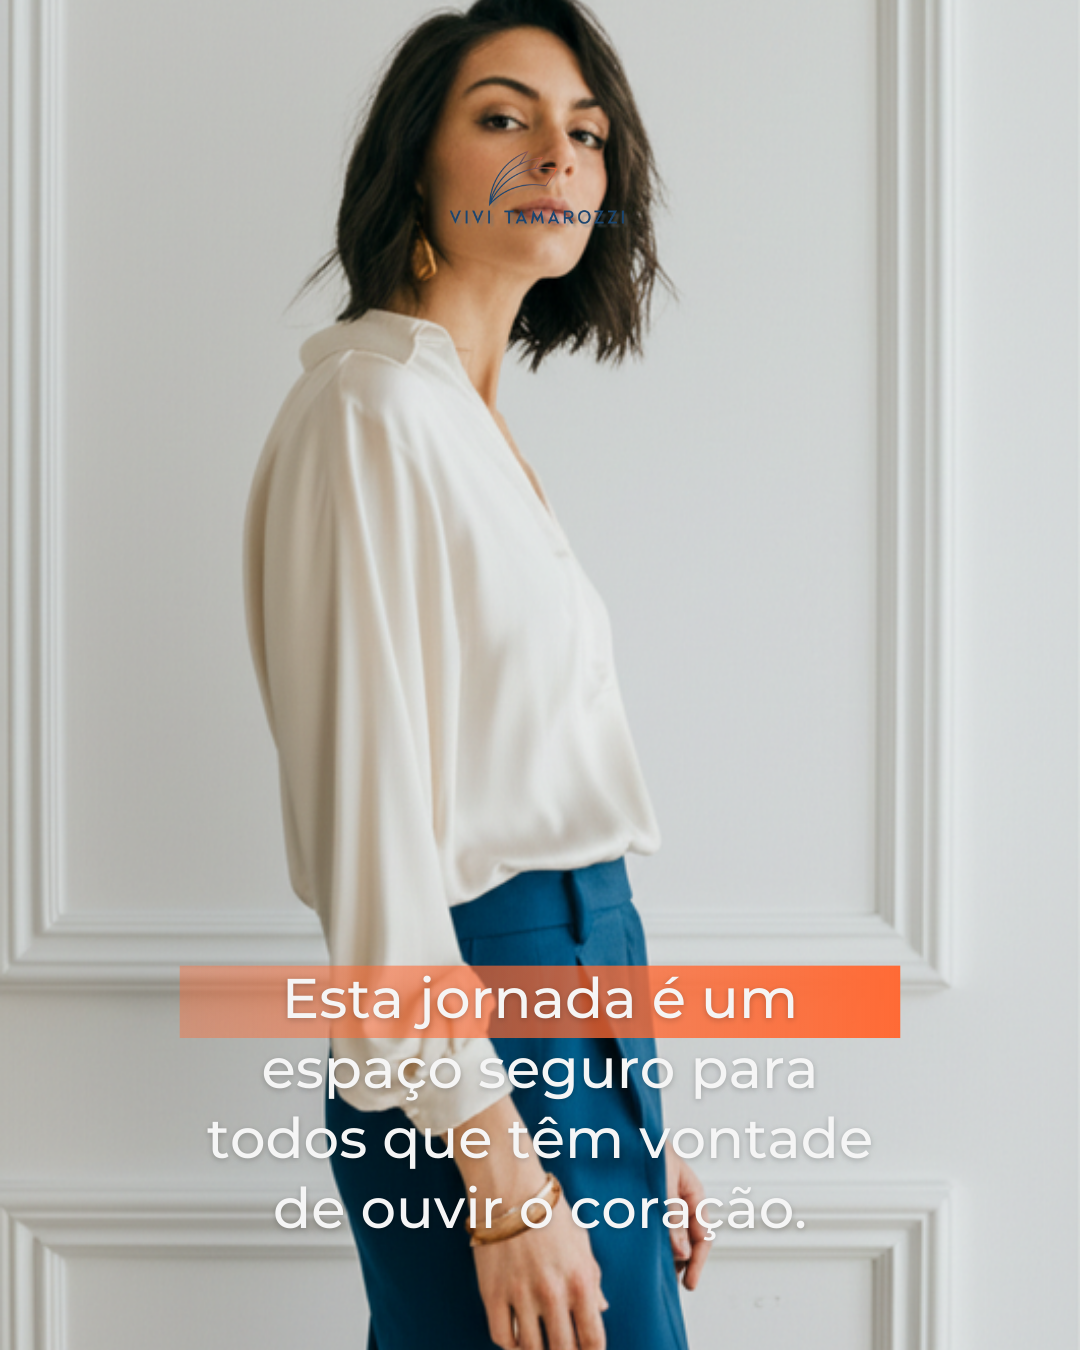 VIVI TAMAROZZI
Esta jornada é um
espaço seguro para
todos que têm vontade
de ouvir o coração.